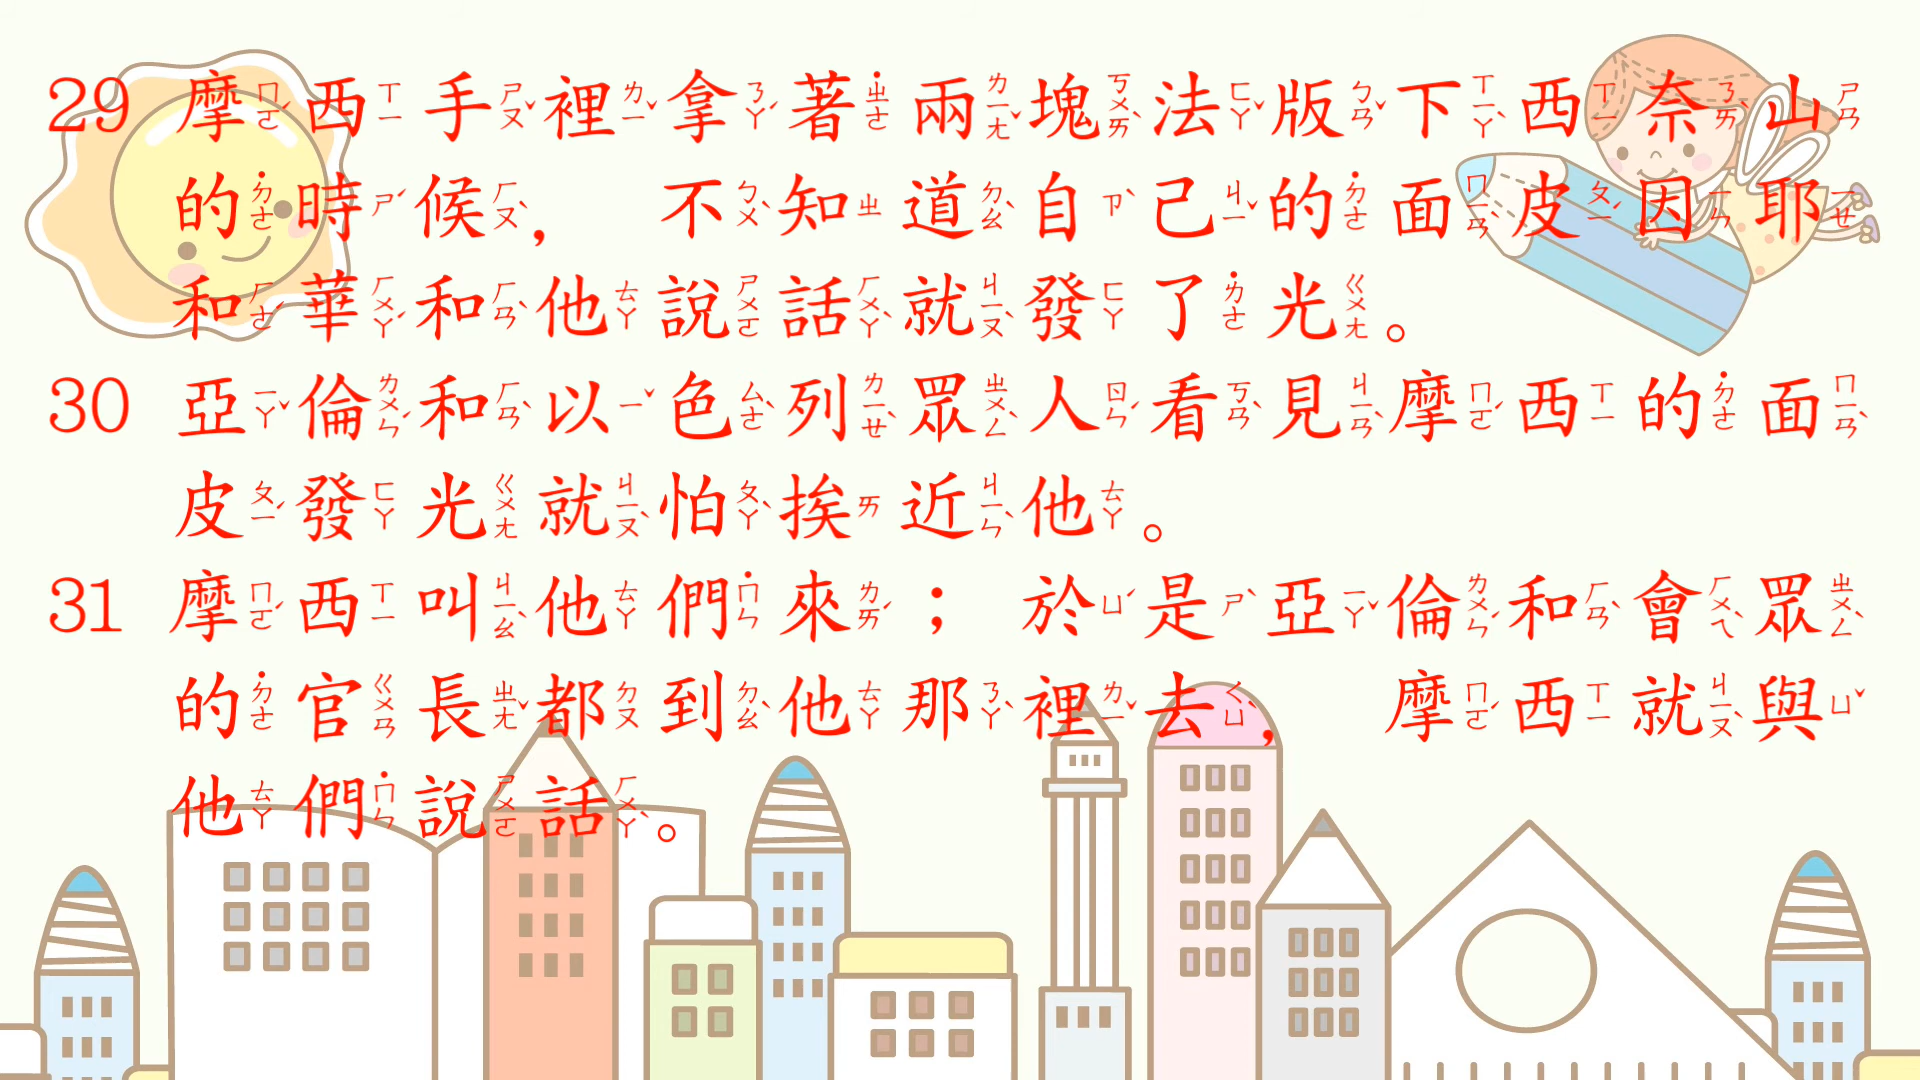 29 摩西手裡拿著兩塊法版下西奈山
的時候， 不知道自己的面皮因耶
和華和他說話就發了光。
30 亞倫和以色列眾人看見摩西的面
皮發光就怕挨近他。
31 摩西叫他們來； 於是亞倫和會眾
的官長都到他那裡去， 摩西就與
他們說話。